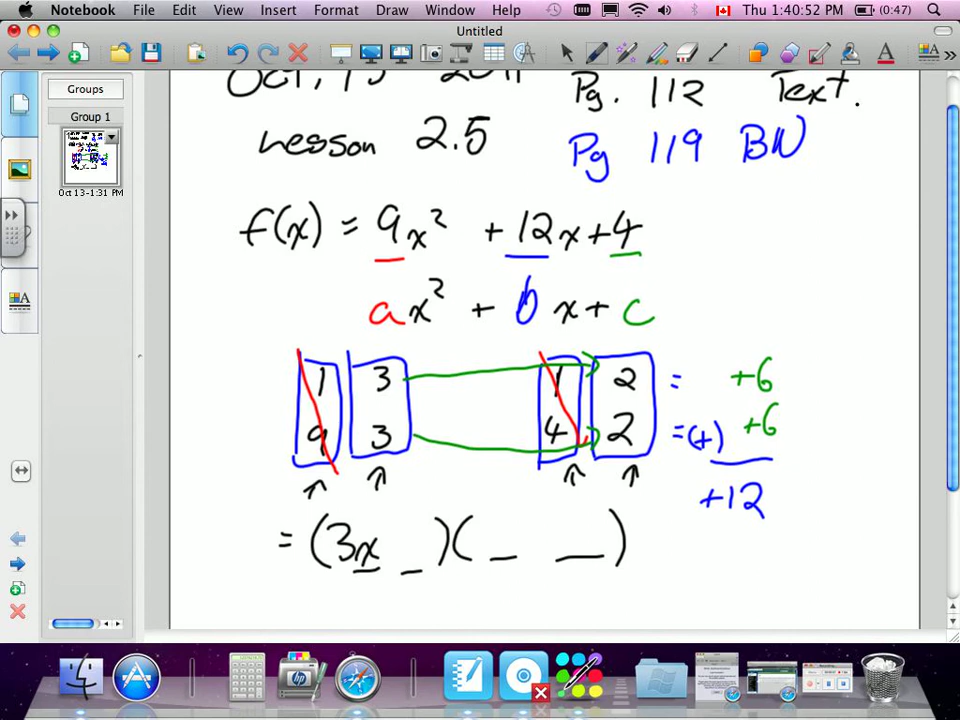 Notebook File Edit View Insert Format Draw Window Help Thu 1:40:52 PM (0:47)
Untitled
Groups
Group 1
Oct 13-1:31 PM
Oct, 13 2011 Pg. 112 Text.
Lesson 2.5 Pg 119 BW
f(x) = 9x² + 12x + 4
ax² + bx + c
1 3 1 2 = +6
9 3 4 2 = (+) +6
+12
= (3x _ )( _ _ )